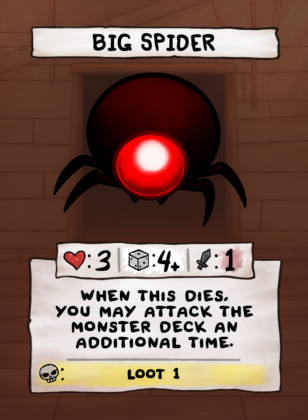 BIG SPIDER
:3 :4+ :1
WHEN THIS DIES,
YOU MAY ATTACK THE
MONSTER DECK AN
ADDITIONAL TIME.
: LOOT 1